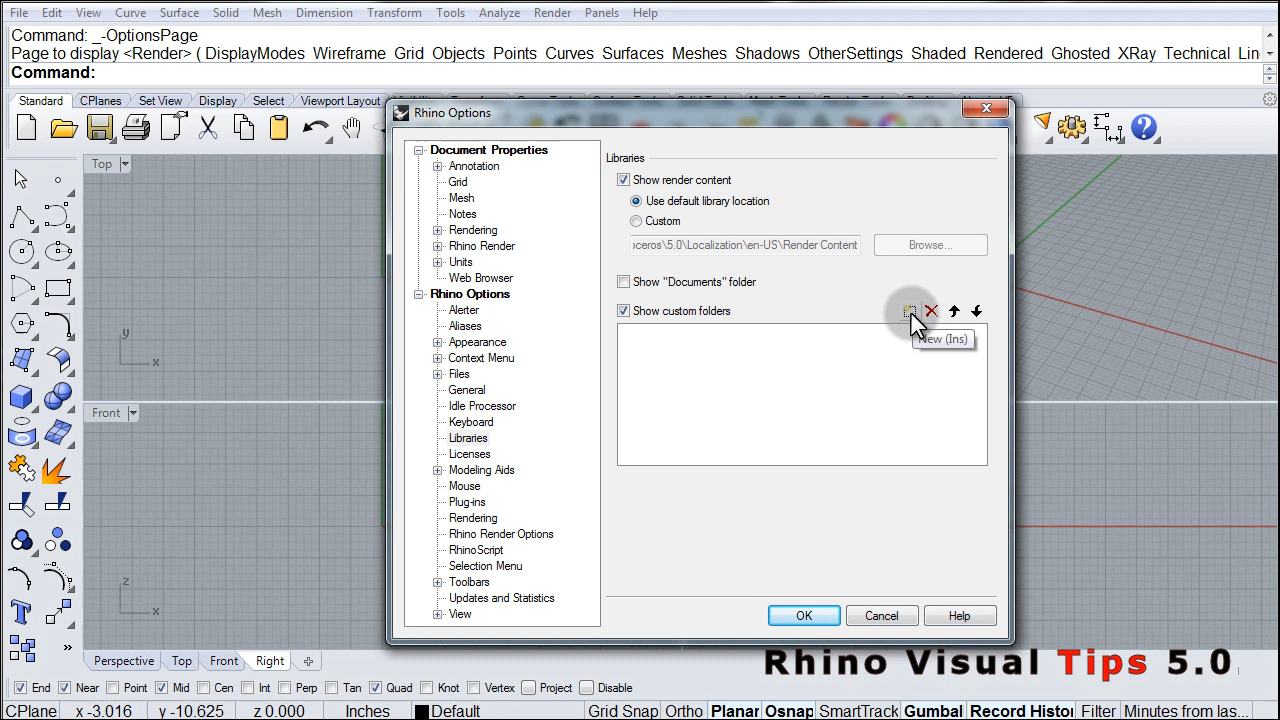 File Edit View Curve Surface Solid Mesh Dimension Transform Tools Analyze Render Panels Help
Command: _-OptionsPage
Page to display <Render> ( DisplayModes Wireframe Grid Objects Points Curves Surfaces Meshes Shadows OtherSettings Shaded Rendered Ghosted XRay Technical Lin
Command:
Standard CPlanes Set View Display Select Viewport Layout
Rhino Options
Top
Document Properties
Annotation
Grid
Mesh
Notes
Rendering
Rhino Render
Units
Web Browser
Rhino Options
Alerter
Aliases
Appearance
Context Menu
Files
General
Idle Processor
Keyboard
Libraries
Licenses
Modeling Aids
Mouse
Plug-ins
Rendering
Rhino Render Options
RhinoScript
Selection Menu
Toolbars
Updates and Statistics
View
Libraries
Show render content
Use default library location
Custom
oceros\5.0\Localization\en-US\Render Content Browse...
Show "Documents" folder
Show custom folders
New (Ins)
OK Cancel Help
y
x
Front
z
x
Perspective Top Front Right
Rhino Visual Tips 5.0
End Near Point Mid Cen Int Perp Tan Quad Knot Vertex Project Disable
CPlane x -3.016 y -10.625 z 0.000 Inches Default Grid Snap Ortho Planar Osnap SmartTrack Gumbal Record Histo Filter Minutes from las...